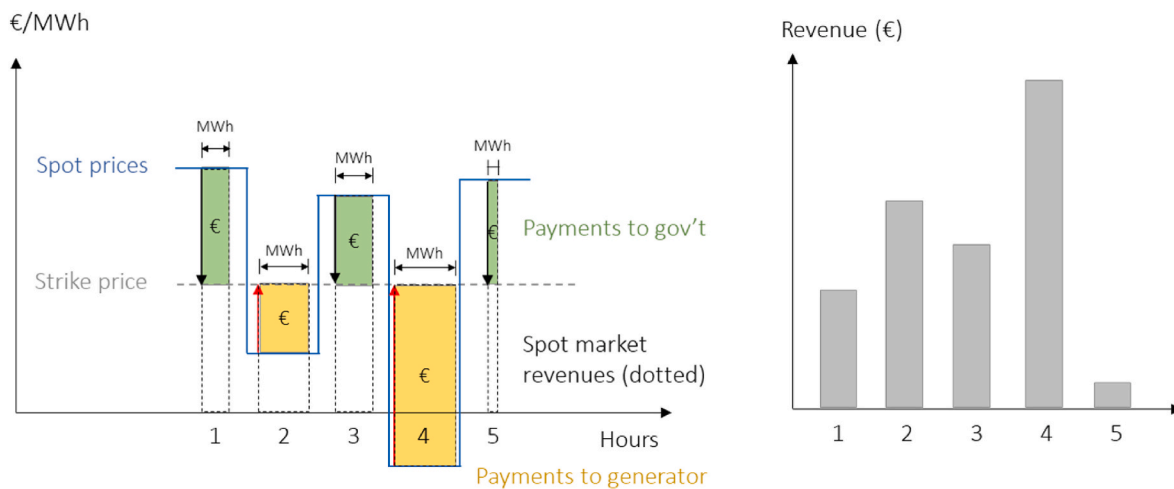 €/MWh
Revenue (€)
MWh
MWh
MWh
Spot prices
€
€
€
Payments to gov't
MWh
MWh
Strike price
€
€
Spot market
revenues (dotted)
1
2
3
4
5
Hours
1
2
3
4
5
Payments to generator